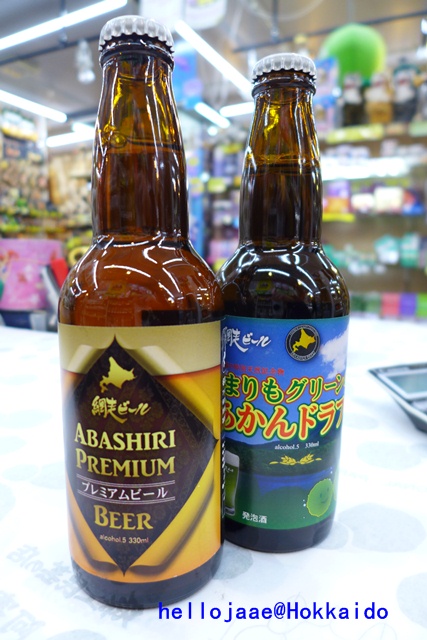 網走ビール
ABASHIRI
PREMIUM
プレミアムビール
BEER
alcohol.5 330ml
網走ビール
まりもグリーン
あかんドラフ
alcohol.5 330ml
発泡酒
hellojaae@Hokkaido